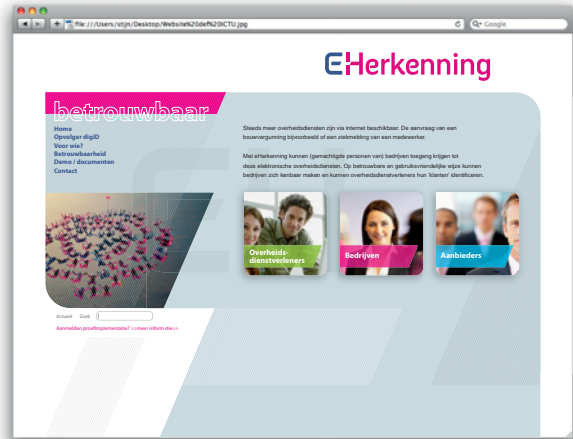 file:///Users/stijn/Desktop/Website%20def%20ICTU.jpg
Google
EHerkenning
betrouwbaar
Home
Opvolger digiD
Voor wie?
Betrouwbaarheid
Demo / documenten
Contact
Steeds meer overheidsdiensten zijn via internet beschikbaar. De aanvraag van een
bouwvergunning bijvoorbeeld of een ziekmelding van een medewerker.
Met eHerkenning kunnen (gemachtigde personen van) bedrijven toegang krijgen tot
deze elektronische overheidsdiensten. Op betrouwbare en gebruiksvriendelijke wijze kunnen
bedrijven zich kenbaar maken en kunnen overheidsdienstverleners hun 'klanten' identificeren.
Overheids-
dienstverleners
Bedrijven
Aanbieders
Actueel Zoek
Aanmelden proefimplementatie? >>meer informatie>>